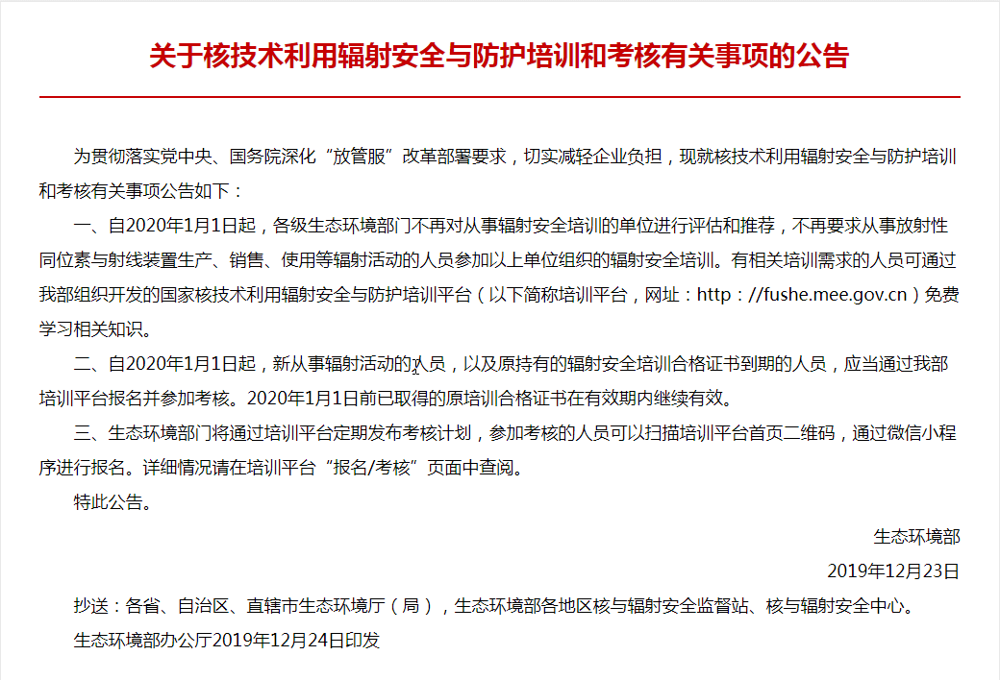 关于核技术利用辐射安全与防护培训和考核有关事项的公告
为贯彻落实党中央、国务院深化“放管服”改革部署要求，切实减轻企业负担，现就核技术利用辐射安全与防护培训
和考核有关事项公告如下：
一、自2020年1月1日起，各级生态环境部门不再对从事辐射安全培训的单位进行评估和推荐，不再要求从事放射性
同位素与射线装置生产、销售、使用等辐射活动的人员参加以上单位组织的辐射安全培训。有相关培训需求的人员可通过
我部组织开发的国家核技术利用辐射安全与防护培训平台（以下简称培训平台，网址：http：//fushe.mee.gov.cn）免费
学习相关知识。
二、自2020年1月1日起，新从事辐射活动的人员，以及原持有的辐射安全培训合格证书到期的人员，应当通过我部
培训平台报名并参加考核。2020年1月1日前已取得的原培训合格证书在有效期内继续有效。
三、生态环境部门将通过培训平台定期发布考核计划，参加考核的人员可以扫描培训平台首页二维码，通过微信小程
序进行报名。详细情况请在培训平台“报名/考核”页面中查阅。
特此公告。
生态环境部
2019年12月23日
抄送：各省、自治区、直辖市生态环境厅（局），生态环境部各地区核与辐射安全监督站、核与辐射安全中心。
生态环境部办公厅2019年12月24日印发